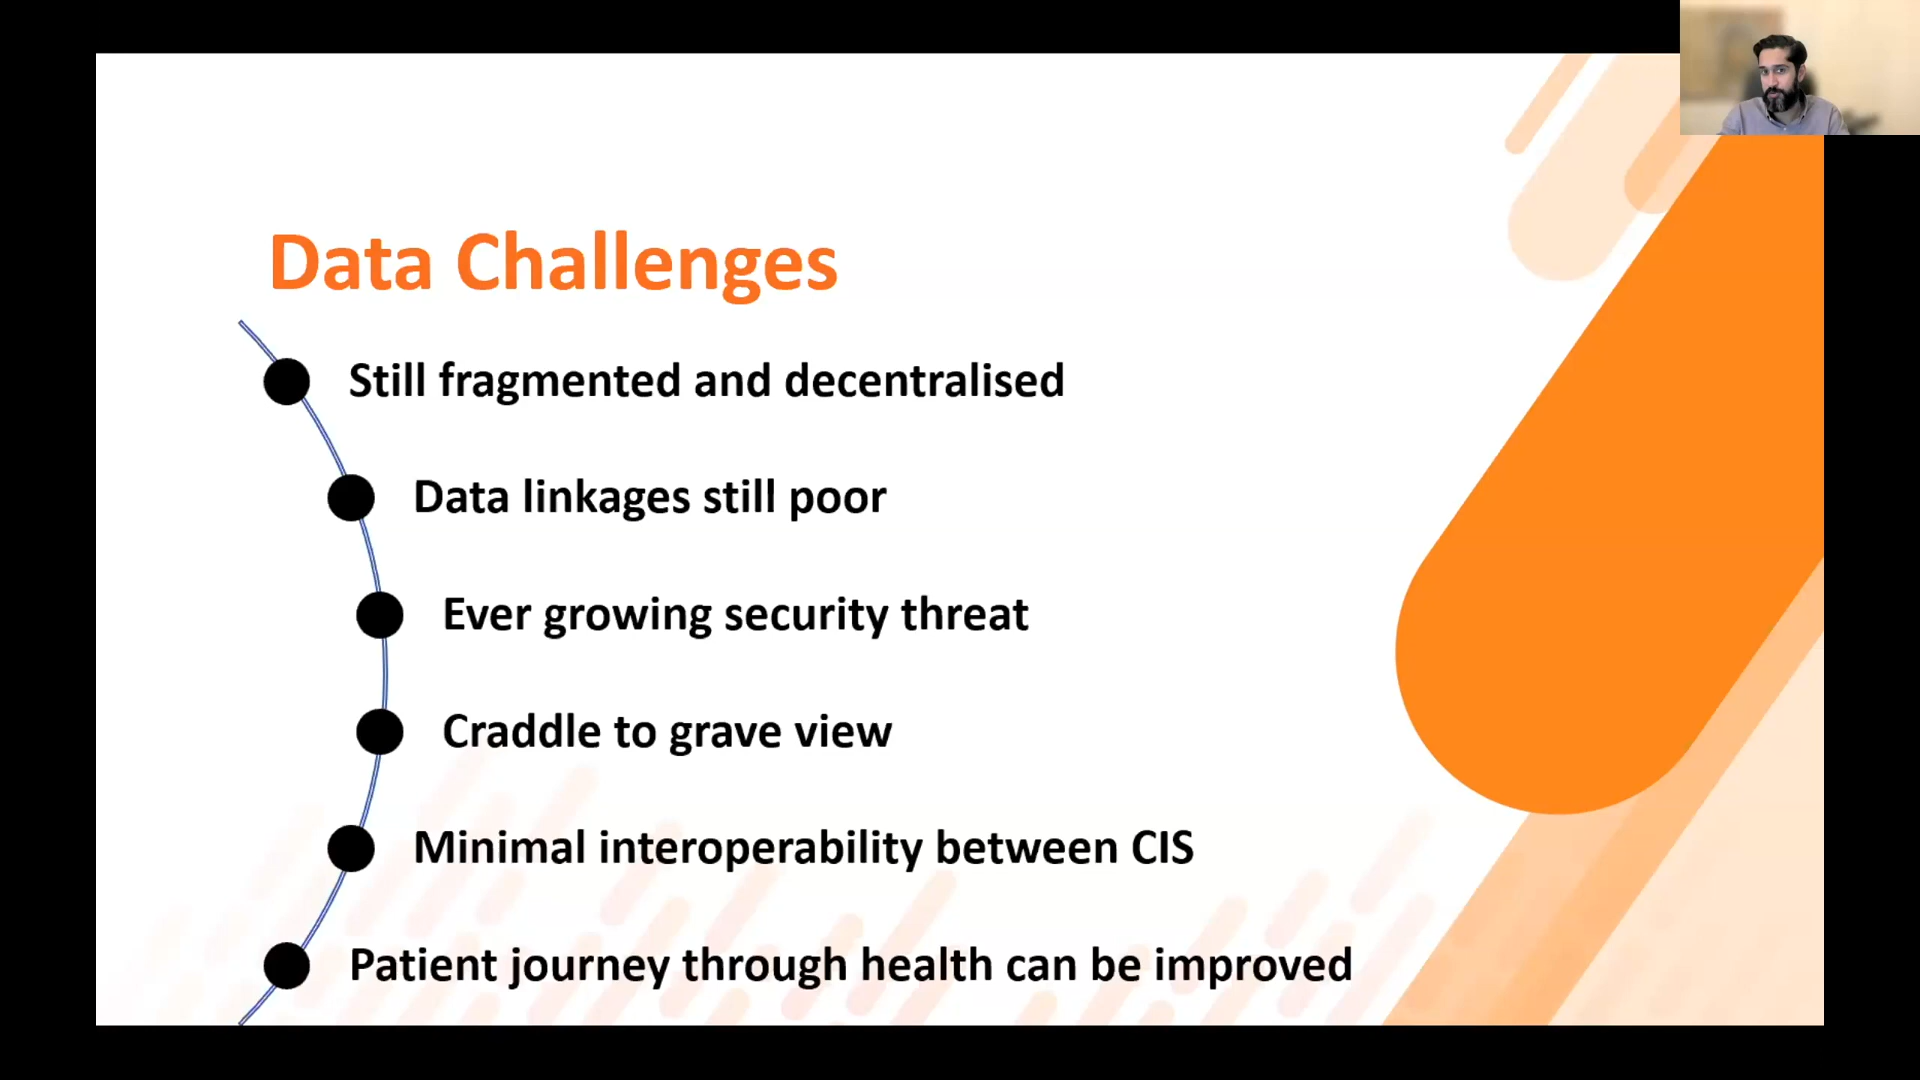 Data Challenges
Still fragmented and decentralised
Data linkages still poor
Ever growing security threat
Craddle to grave view
Minimal interoperability between CIS
Patient journey through health can be improved